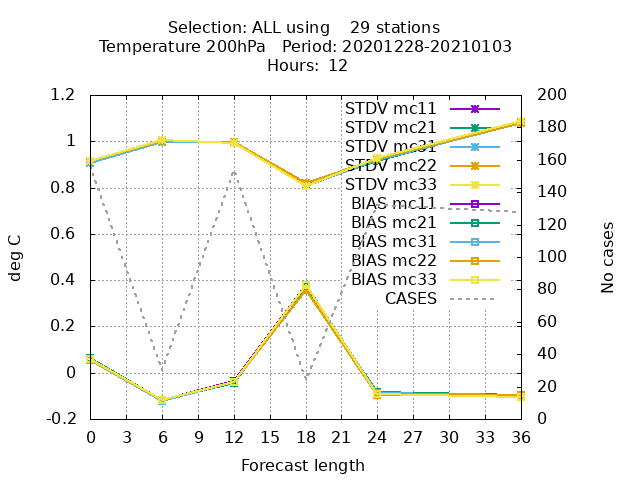 Selection: ALL using 29 stations
Temperature 200hPa Period: 20201228-20210103
Hours: 12
1.2
1
0.8
0.6
0.4
0.2
0
-0.2
deg C
STDV mc11
STDV mc21
STDV mc31
STDV mc22
STDV mc33
BIAS mc11
BIAS mc21
BIAS mc31
BIAS mc22
BIAS mc33
CASES
200
180
160
140
120
100
80
60
40
20
0
No cases
0 3 6 9 12 15 18 21 24 27 30 33 36
Forecast length